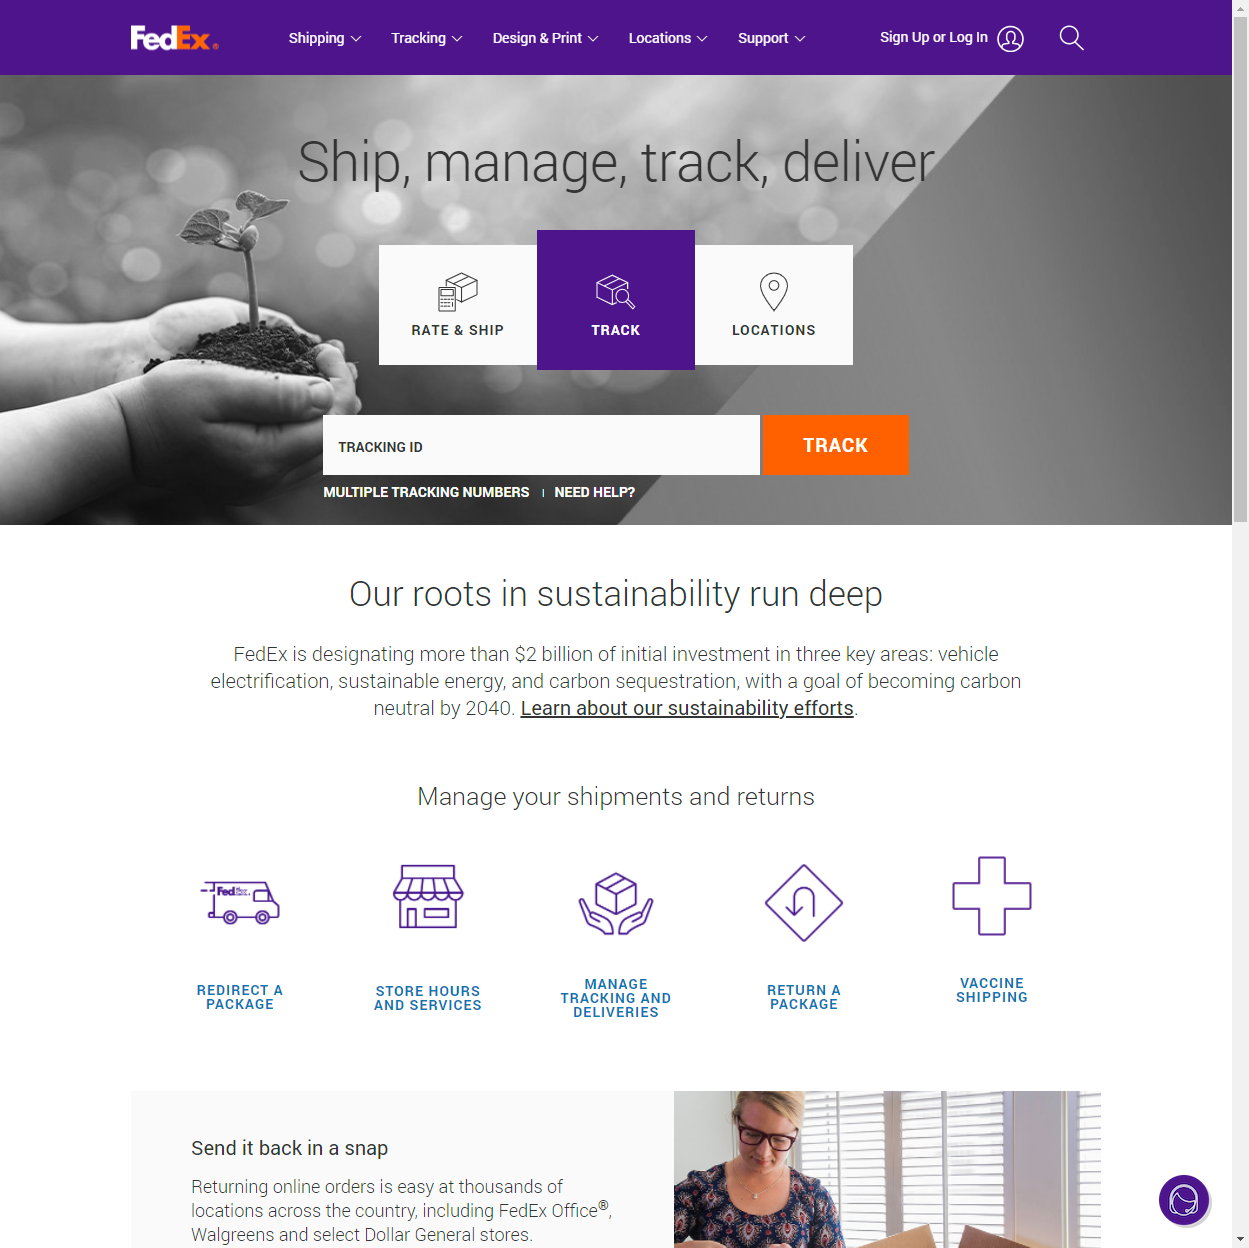 FedEx®
Shipping
Tracking
Design & Print
Locations
Support
Sign Up or Log In
Ship, manage, track, deliver
RATE & SHIP
TRACK
LOCATIONS
TRACKING ID
TRACK
MULTIPLE TRACKING NUMBERS
NEED HELP?
Our roots in sustainability run deep
FedEx is designating more than $2 billion of initial investment in three key areas: vehicle
electrification, sustainable energy, and carbon sequestration, with a goal of becoming carbon
neutral by 2040. Learn about our sustainability efforts.
Manage your shipments and returns
FedEx
REDIRECT A
PACKAGE
STORE HOURS
AND SERVICES
MANAGE
TRACKING AND
DELIVERIES
RETURN A
PACKAGE
VACCINE
SHIPPING
Send it back in a snap
Returning online orders is easy at thousands of
locations across the country, including FedEx Office®,
Walgreens and select Dollar General stores.